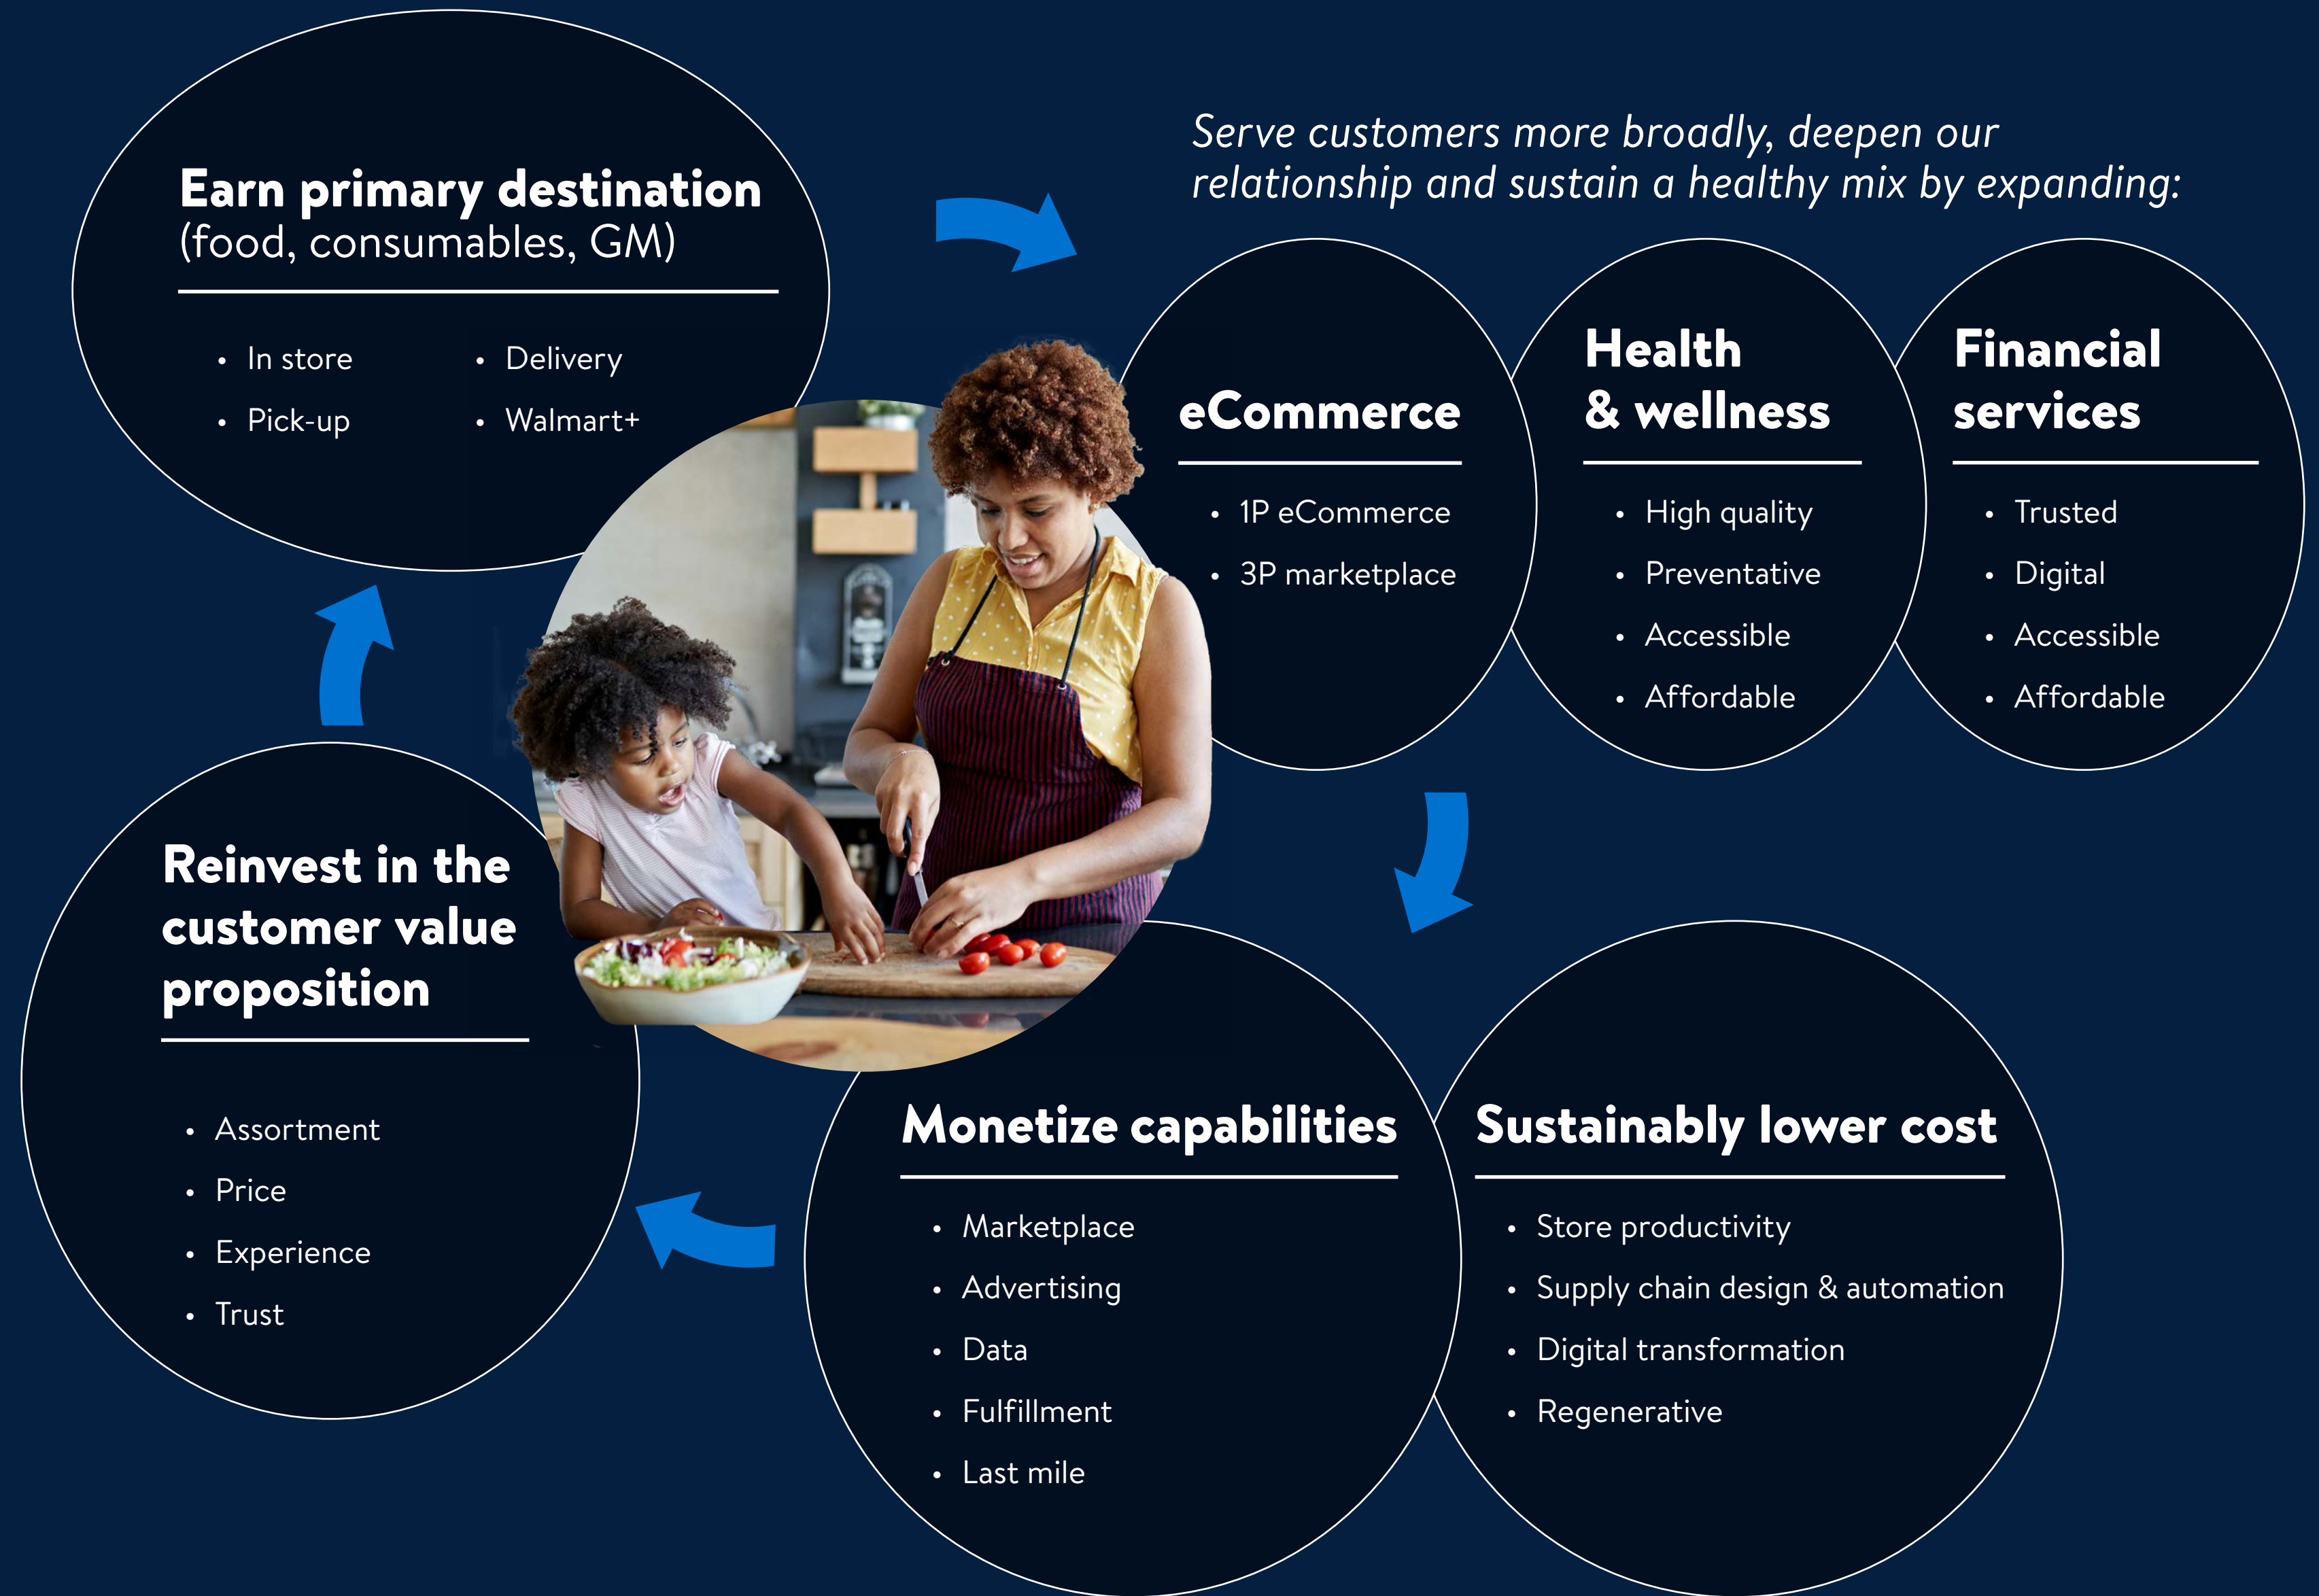 Earn primary destination
(food, consumables, GM)
• In store
• Pick-up
• Delivery
• Walmart+
Serve customers more broadly, deepen our
relationship and sustain a healthy mix by expanding:
eCommerce
• 1P eCommerce
• 3P marketplace
Health
& wellness
• High quality
• Preventative
• Accessible
• Affordable
Financial
services
• Trusted
• Digital
• Accessible
• Affordable
Monetize capabilities
• Marketplace
• Advertising
• Data
• Fulfillment
• Last mile
Sustainably lower cost
• Store productivity
• Supply chain design & automation
• Digital transformation
• Regenerative
Reinvest in the
customer value
proposition
• Assortment
• Price
• Experience
• Trust